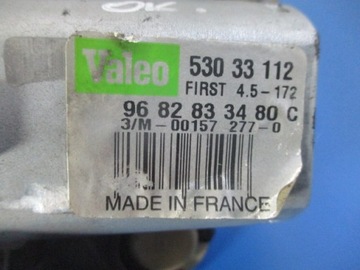 OK.
Valeo
530 33 112
FIRST 4.5-172
96 82 83 34 80 C
3/M-00157 277-0
MADE IN FRANCE